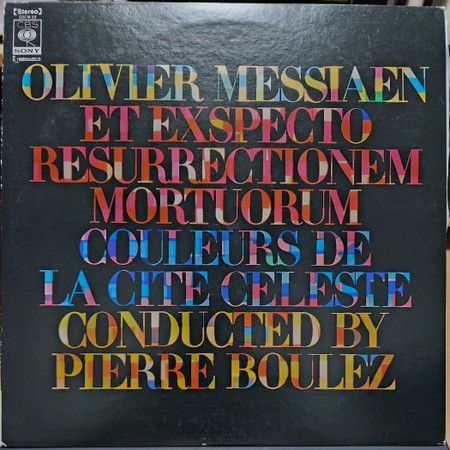 【Stereo】
CBS
SONY
OLIVIER MESSIAEN
ET EXSPECTO
RESURRECTIONEM
MORTUORUM
COULEURS DE
LA CITE CELESTE
CONDUCTED BY
PIERRE BOULEZ